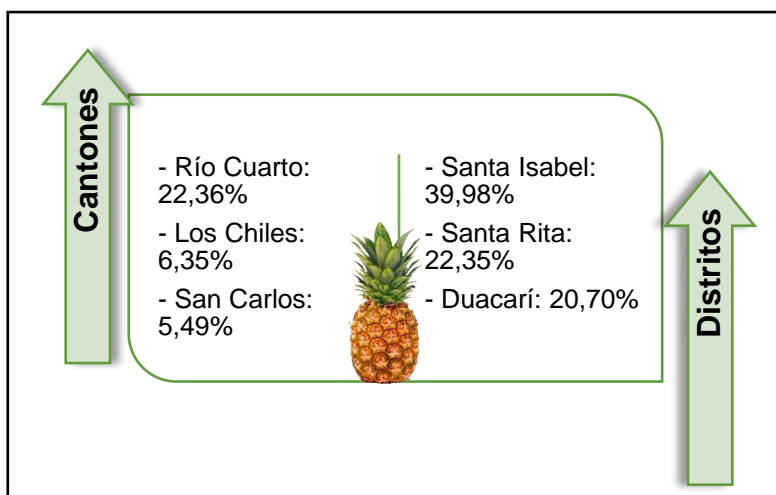 Cantones
- Río Cuarto:
22,36%
- Los Chiles:
6,35%
- San Carlos:
5,49%
- Santa Isabel:
39,98%
- Santa Rita:
22,35%
- Duacarí: 20,70%
Distritos